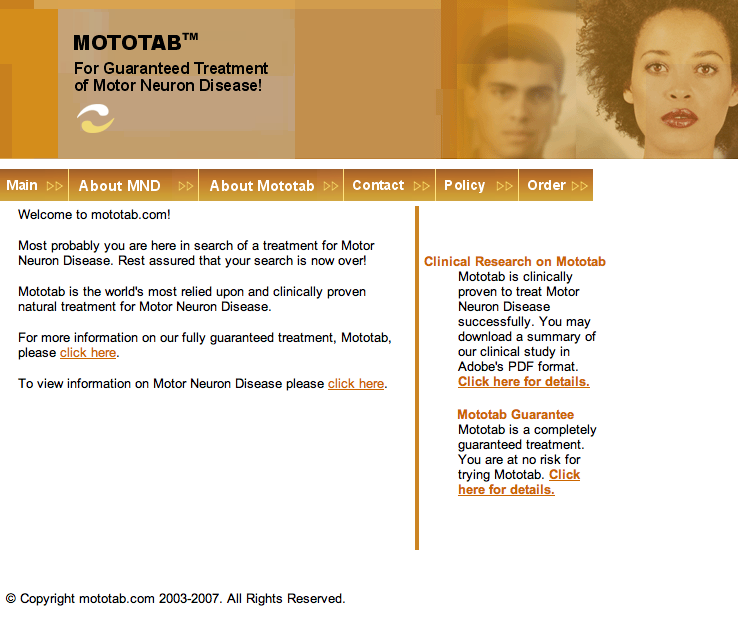 MOTOTAB™
For Guaranteed Treatment
of Motor Neuron Disease!
Main
About MND
About Mototab
Contact
Policy
Order
Welcome to mototab.com!
Most probably you are here in search of a treatment for Motor
Neuron Disease. Rest assured that your search is now over!
Mototab is the world's most relied upon and clinically proven
natural treatment for Motor Neuron Disease.
For more information on our fully guaranteed treatment, Mototab,
please click here.
To view information on Motor Neuron Disease please click here.
Clinical Research on Mototab
Mototab is clinically
proven to treat Motor
Neuron Disease
successfully. You may
download a summary of
our clinical study in
Adobe's PDF format.
Click here for details.
Mototab Guarantee
Mototab is a completely
guaranteed treatment.
You are at no risk for
trying Mototab. Click
here for details.
© Copyright mototab.com 2003-2007. All Rights Reserved.